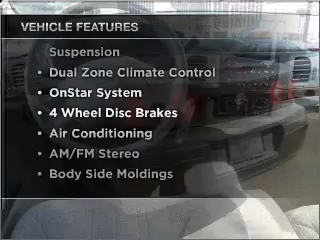 VEHICLE FEATURES
Suspension
• Dual Zone Climate Control
• OnStar System
• 4 Wheel Disc Brakes
• Air Conditioning
• AM/FM Stereo
• Body Side Moldings